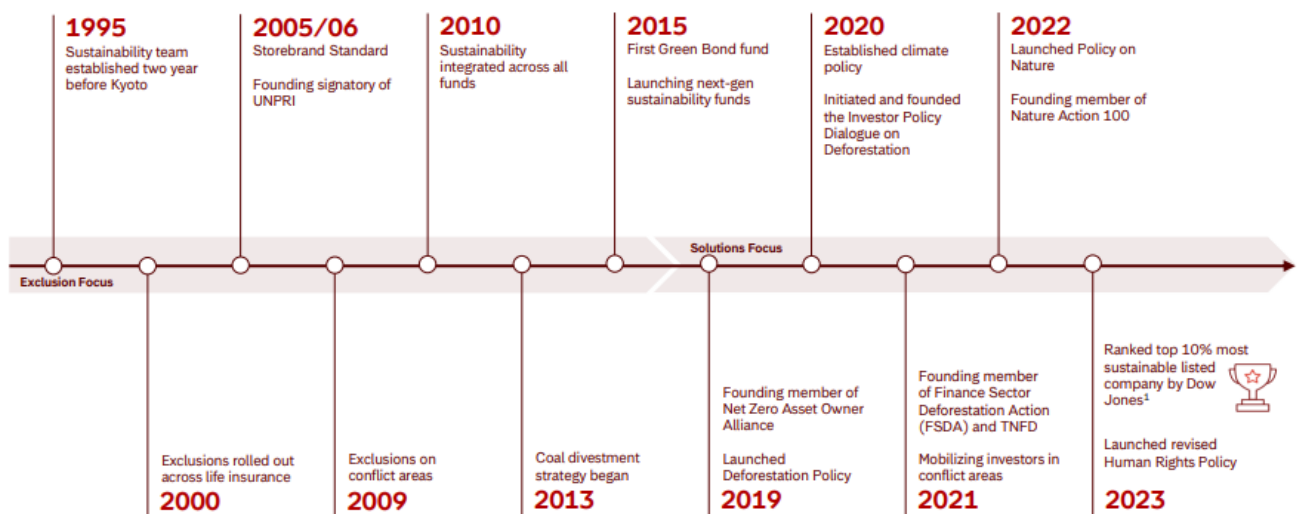 1995
Sustainability team
established two year
before Kyoto
2005/06
Storebrand Standard
Founding signatory of
UNPRI
2010
Sustainability
integrated across all
funds
2015
First Green Bond fund
Launching next-gen
sustainability funds
2020
Established climate
policy
Initiated and founded
the Investor Policy
Dialogue on
Deforestation
2022
Launched Policy on
Nature
Founding member of
Nature Action 100
Solutions Focus
Exclusion Focus
Exclusions rolled out
across life insurance
2000
Exclusions on
conflict areas
2009
Coal divestment
strategy began
2013
Founding member of
Net Zero Asset Owner
Alliance
Launched
Deforestation Policy
2019
Founding member
of Finance Sector
Deforestation Action
(FSDA) and TNFD
Mobilizing investors in
conflict areas
2021
Ranked top 10% most
sustainable listed
company by Dow
Jones¹
Launched revised
Human Rights Policy
2023